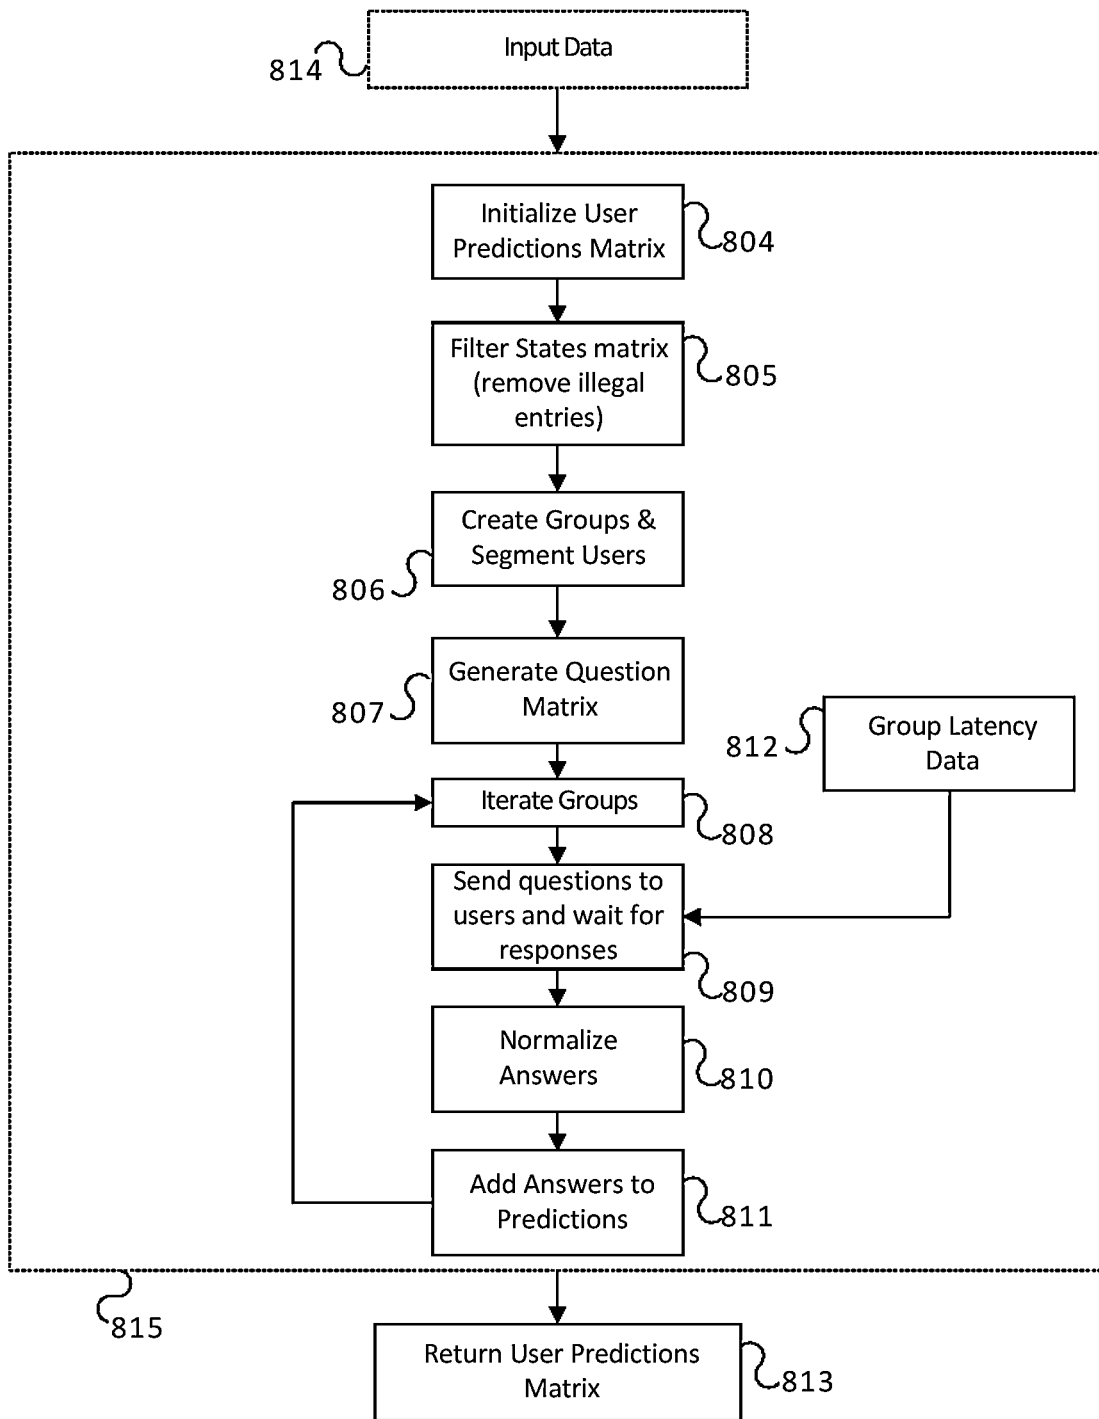 Input Data
814
Initialize User
Predictions Matrix
804
Filter States matrix
(remove illegal
entries)
805
Create Groups &
Segment Users
806
Generate Question
Matrix
807
812
Group Latency
Data
Iterate Groups
808
Send questions to
users and wait for
responses
809
Normalize
Answers
810
Add Answers to
Predictions
811
815
Return User Predictions
Matrix
813